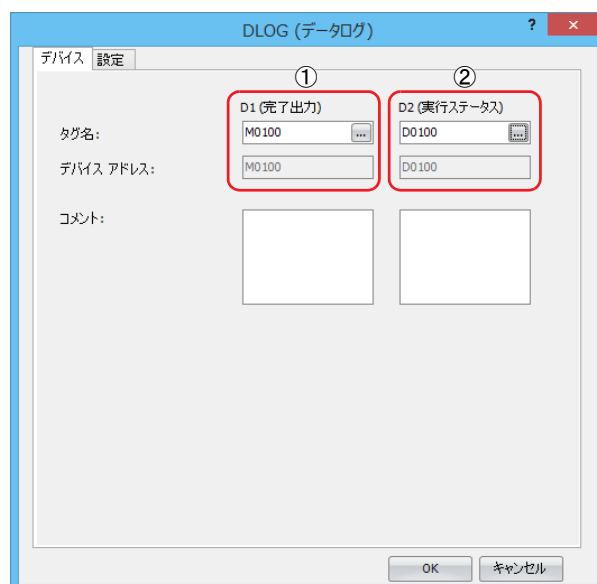 DLOG (データログ)
? ×
デバイス 設定
① ②
D1 (完了出力) D2 (実行ステータス)
タグ名: M0100 ... D0100 ...
デバイス アドレス: M0100 D0100
コメント:
OK キャンセル